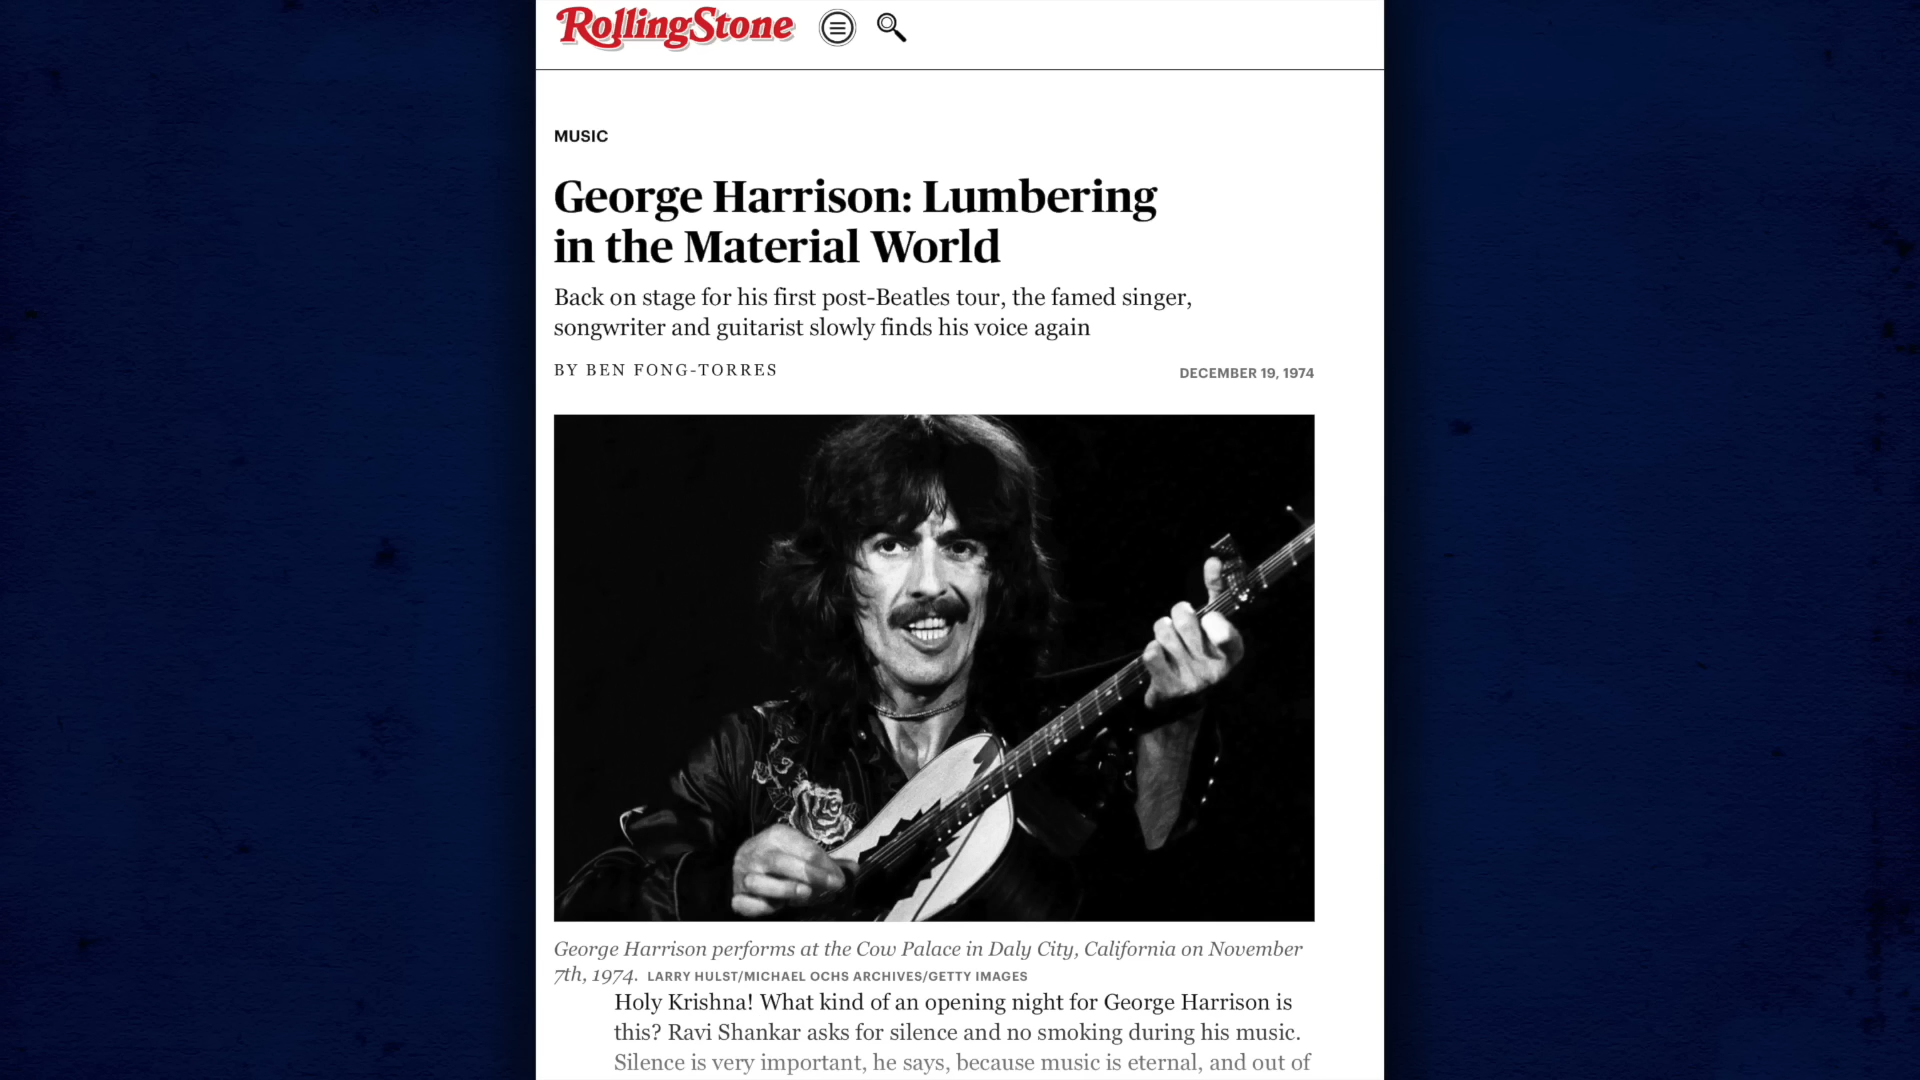 RollingStone
MUSIC
George Harrison: Lumbering
in the Material World
Back on stage for his first post-Beatles tour, the famed singer,
songwriter and guitarist slowly finds his voice again
BY BEN FONG-TORRES
DECEMBER 19, 1974
George Harrison performs at the Cow Palace in Daly City, California on November
7th, 1974. LARRY HULST/MICHAEL OCHS ARCHIVES/GETTY IMAGES
Holy Krishna! What kind of an opening night for George Harrison is
this? Ravi Shankar asks for silence and no smoking during his music.
Silence is very important, he says, because music is eternal, and out of